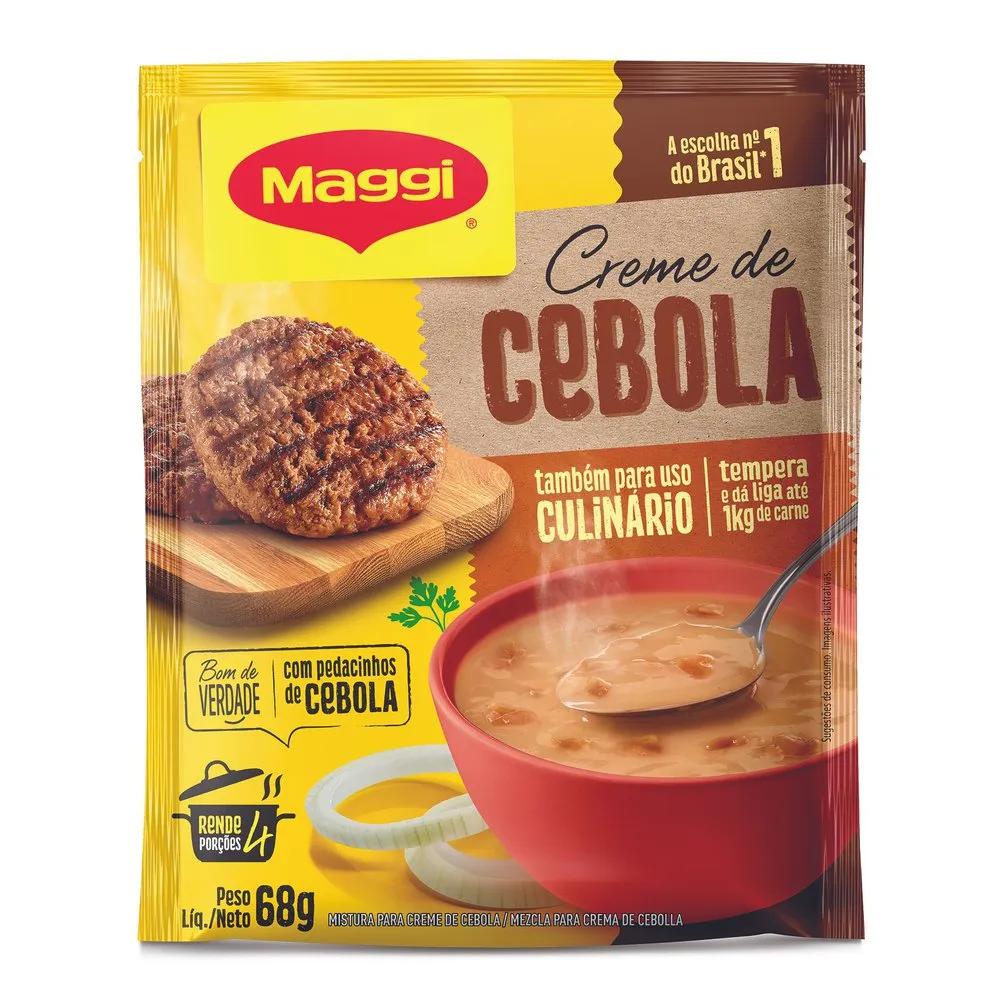 Maggi
®
A escolha nº 1
do Brasil*
Creme de
CeBOLA
também para uso
CULiNÁRiO
tempera
e dá liga até
1kg de carne
Bom de
VERDADE
com pedacinhos
de CeBOLA
RENDE 4
PORÇÕES
Peso
Líq./Neto 68g
MISTURA PARA CREME DE CEBOLA / MEZCLA PARA CREMA DE CEBOLLA
Sugestões de consumo. Imagens ilustrativas.